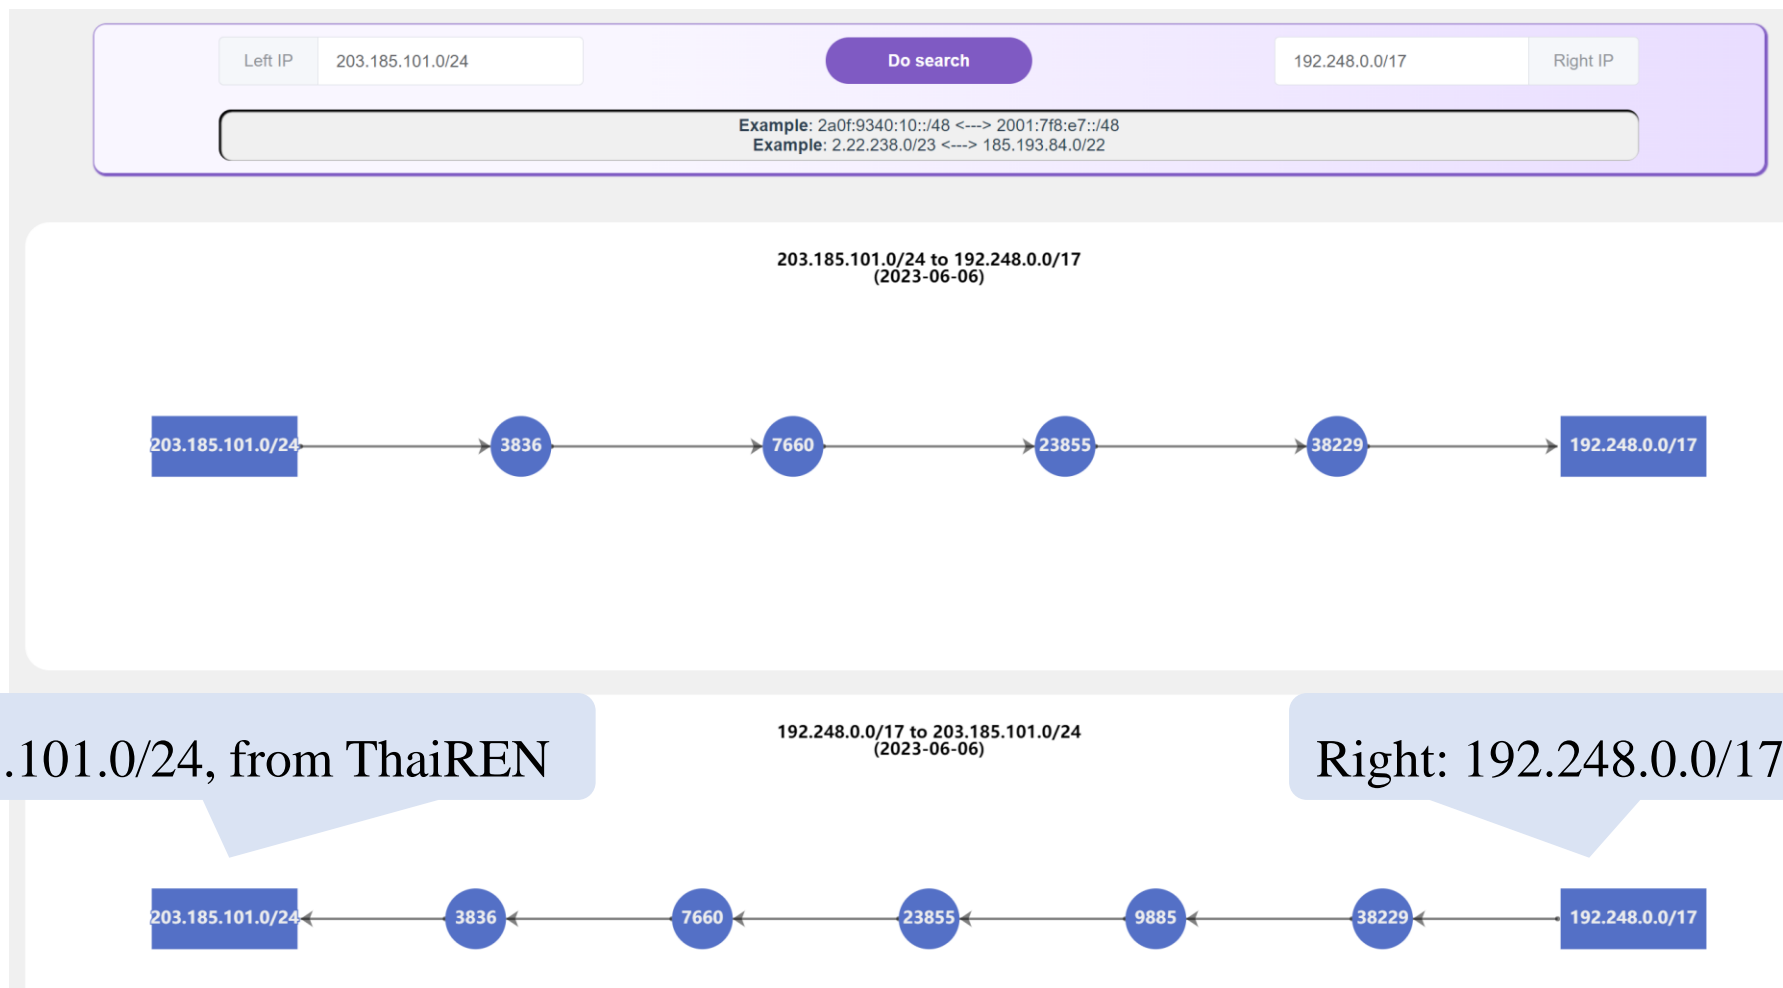 Left IP 203.185.101.0/24 Do search 192.248.0.0/17 Right IP
Example: 2a0f:9340:10::/48 <---> 2001:7f8:e7::/48
Example: 2.22.238.0/23 <---> 185.193.84.0/22
203.185.101.0/24 to 192.248.0.0/17
(2023-06-06)
203.185.101.0/24 3836 7660 23855 38229 192.248.0.0/17
192.248.0.0/17 to 203.185.101.0/24
(2023-06-06)
.101.0/24, from ThaiREN
Right: 192.248.0.0/17
203.185.101.0/24 3836 7660 23855 9885 38229 192.248.0.0/17